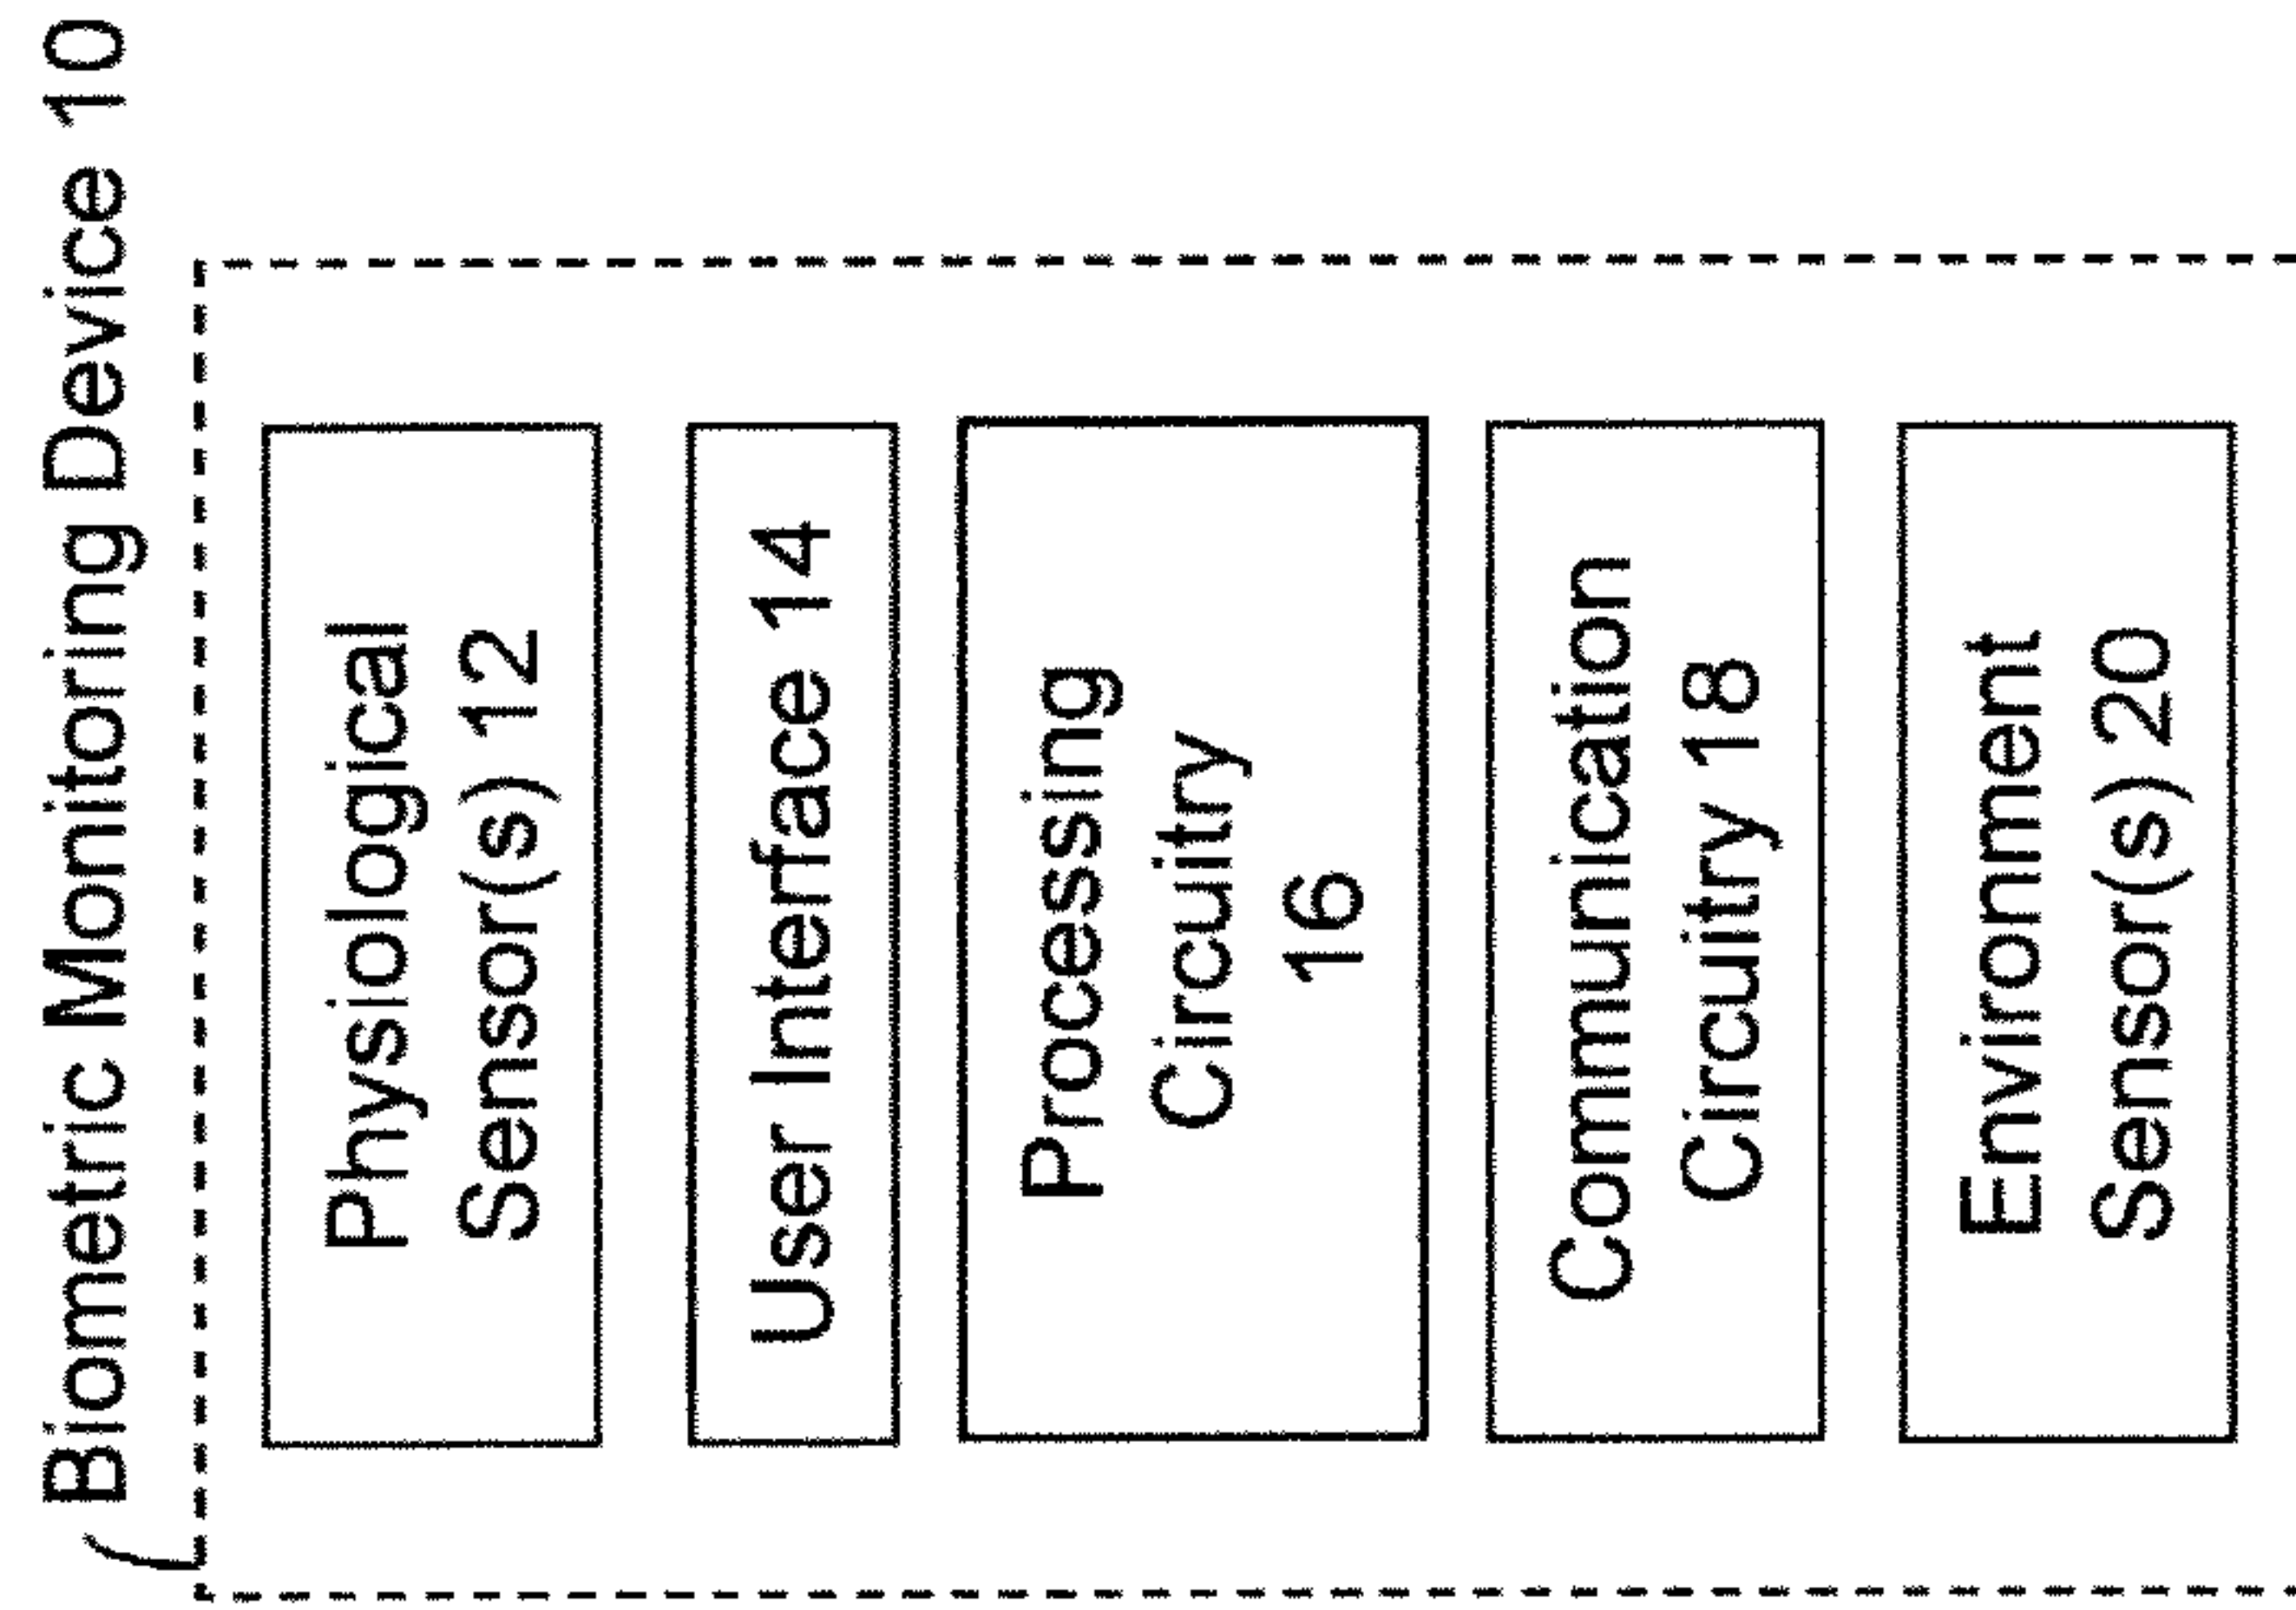 Biometric Monitoring Device 10
Physiological
Sensor(s) 12
User Interface 14
Processing
Circuitry
16
Communication
Circuitry 18
Environment
Sensor(s) 20